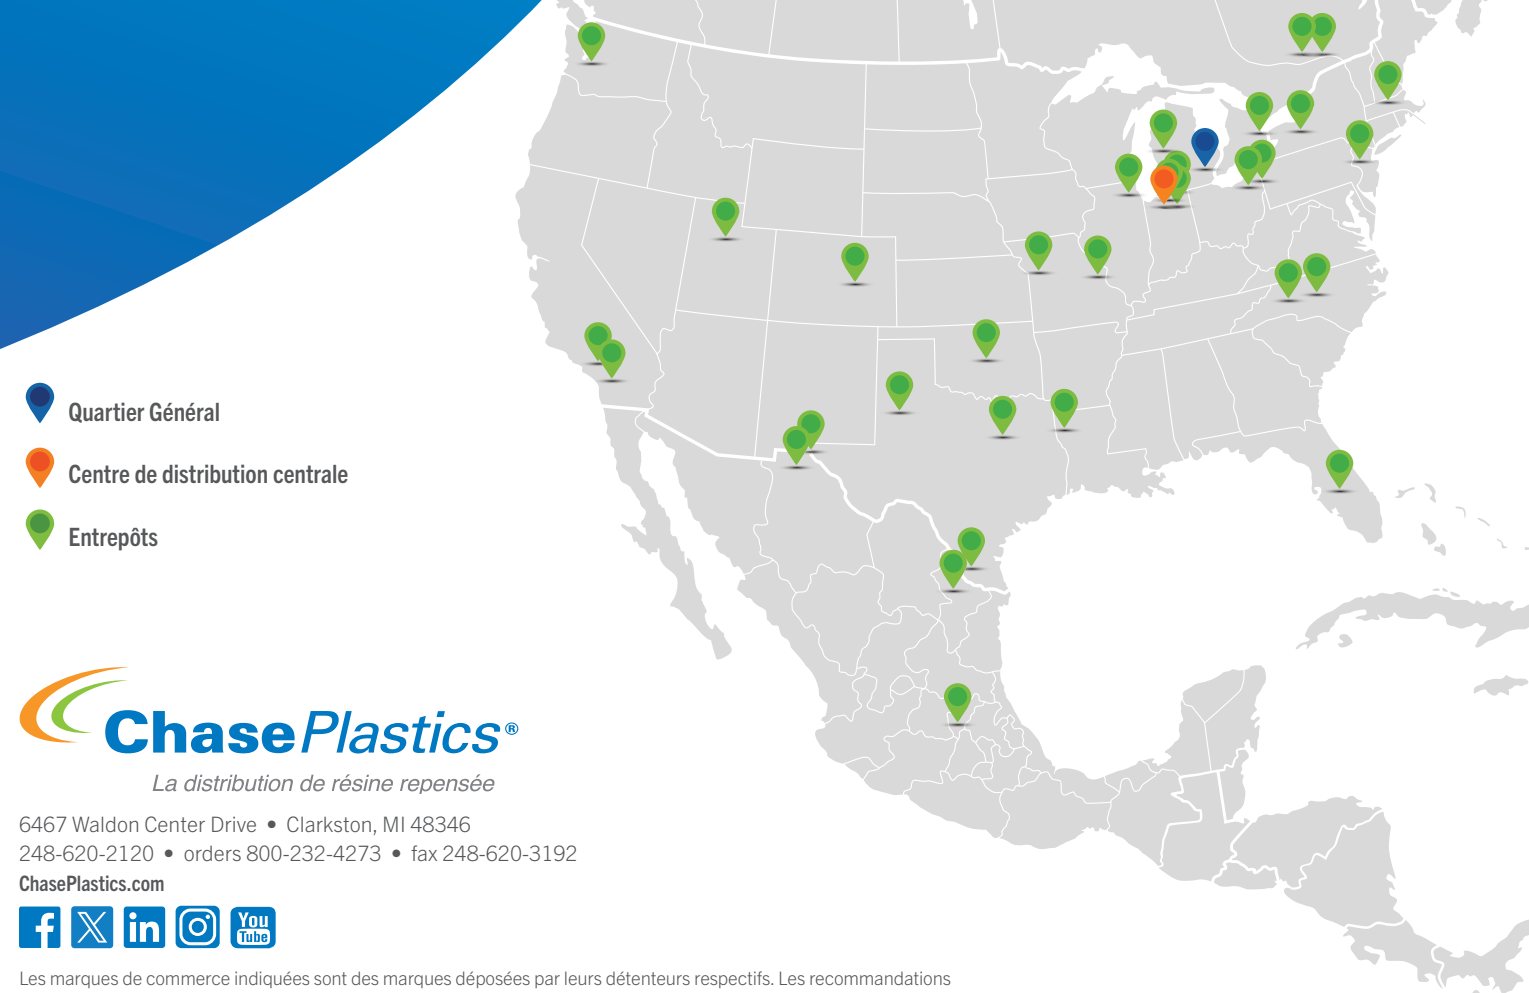 Quartier Général
Centre de distribution centrale
Entrepôts
ChasePlastics®
La distribution de résine repensée
6467 Waldon Center Drive • Clarkston, MI 48346
248-620-2120 • orders 800-232-4273 • fax 248-620-3192
ChasePlastics.com
f X in You Tube
Les marques de commerce indiquées sont des marques déposées par leurs détenteurs respectifs. Les recommandations